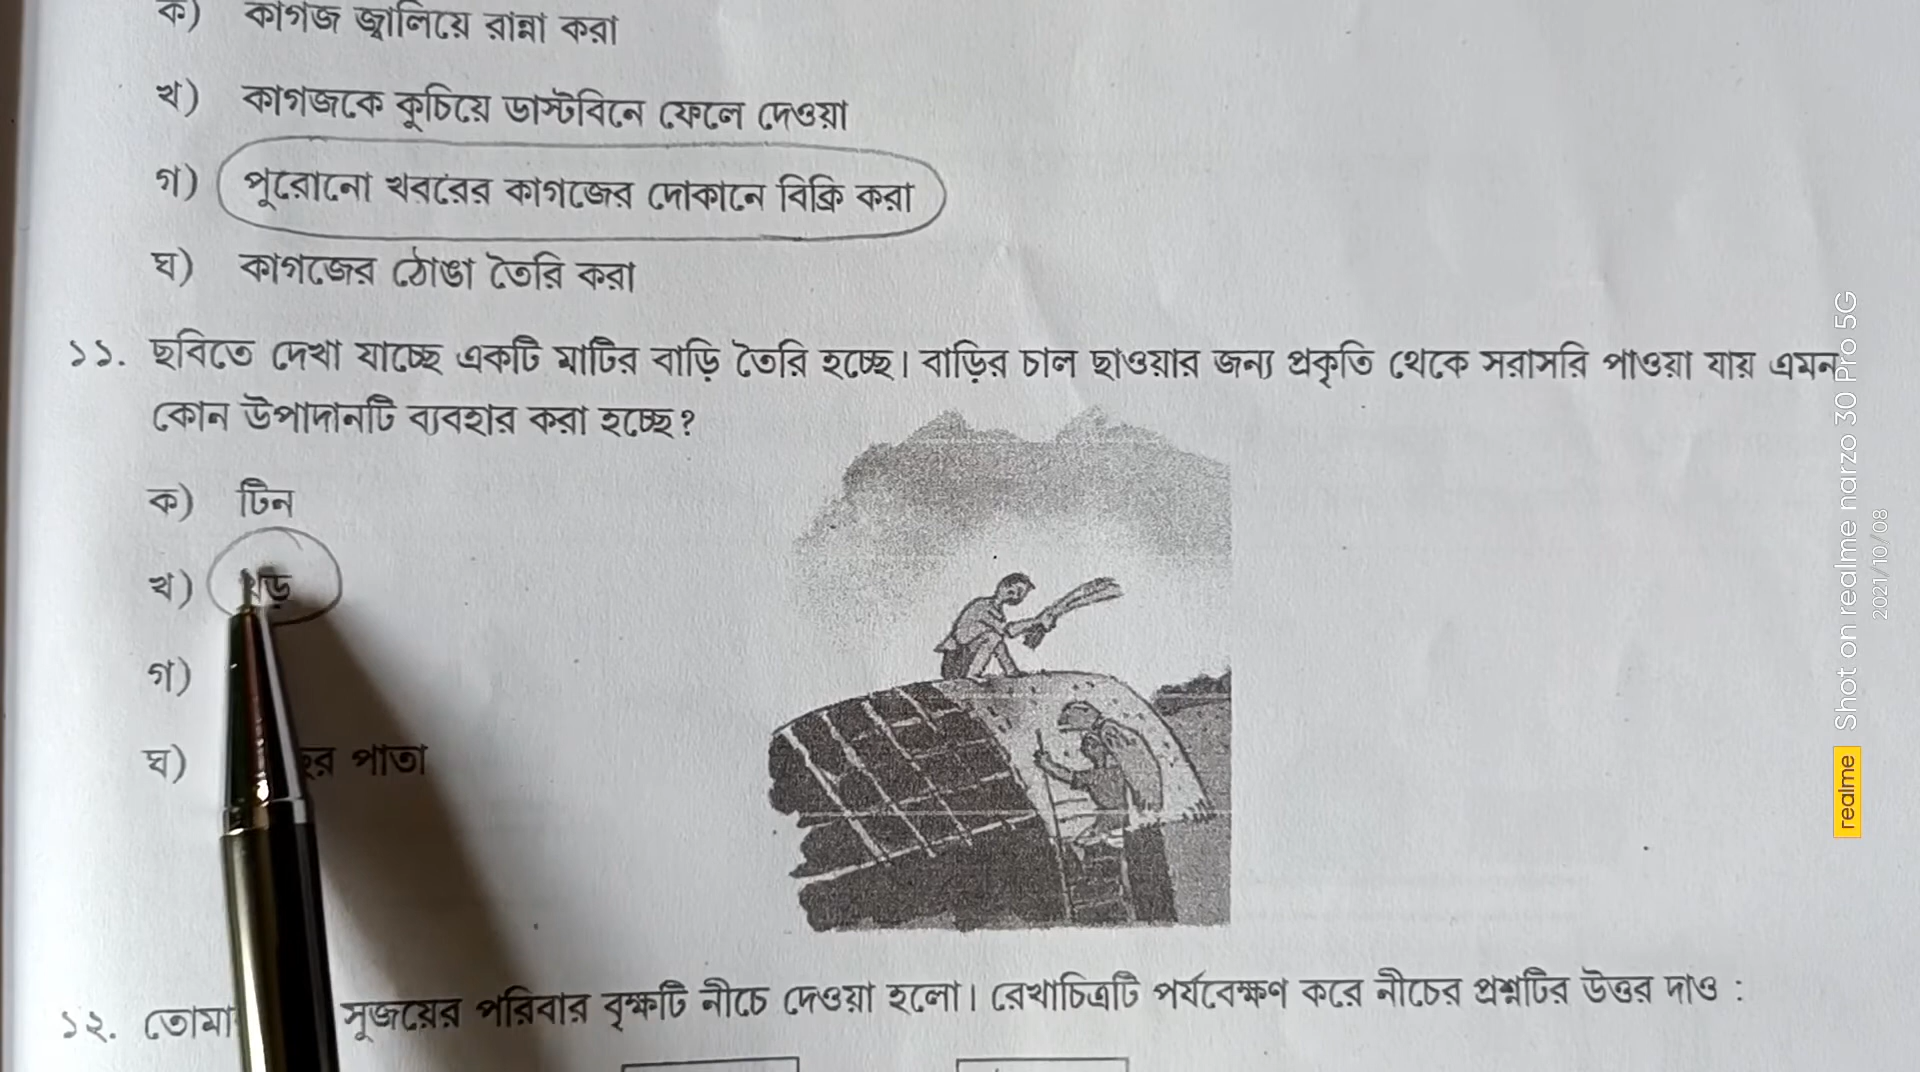 ক) কাগজ জ্বালিয়ে রান্না করা
খ) কাগজকে কুচিয়ে ডাস্টবিনে ফেলে দেওয়া
গ) পুরোনো খবরের কাগজের দোকানে বিক্রি করা
ঘ) কাগজের ঠোঙা তৈরি করা
১১. ছবিতে দেখা যাচ্ছে একটি মাটির বাড়ি তৈরি হচ্ছে। বাড়ির চাল ছাওয়ার জন্য প্রকৃতি থেকে সরাসরি পাওয়া যায় এমন
কোন উপাদানটি ব্যবহার করা হচ্ছে?
ক) টিন
খ) খড়
গ)
ঘ) পাতা
১২. সুজয়ের পরিবার বৃক্ষটি নীচে দেওয়া হলো। রেখাচিত্রটি পর্যবেক্ষণ করে নীচের প্রশ্নটির উত্তর দাও :
realme Shot on realme narzo 30 Pro 5G
2021/10/08